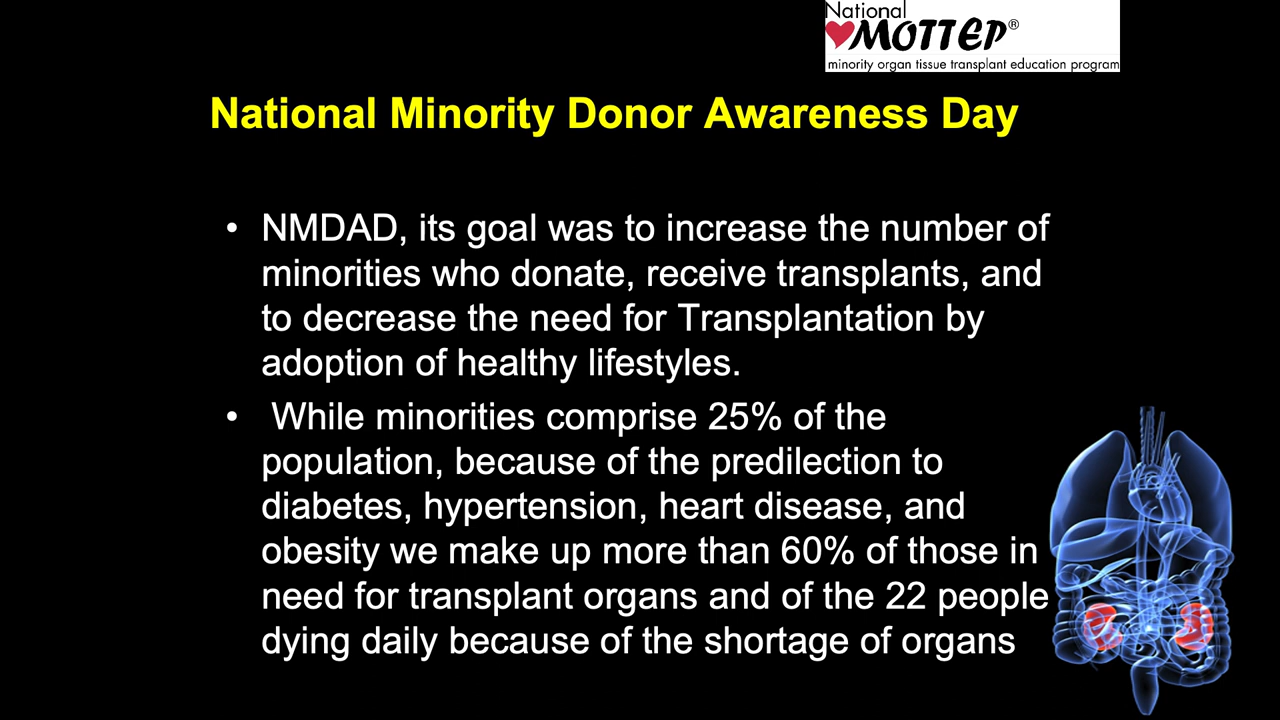 National
MOTTEP®
minority organ tissue transplant education program
National Minority Donor Awareness Day
• NMDAD, its goal was to increase the number of
minorities who donate, receive transplants, and
to decrease the need for Transplantation by
adoption of healthy lifestyles.
• While minorities comprise 25% of the
population, because of the predilection to
diabetes, hypertension, heart disease, and
obesity we make up more than 60% of those in
need for transplant organs and of the 22 people
dying daily because of the shortage of organs